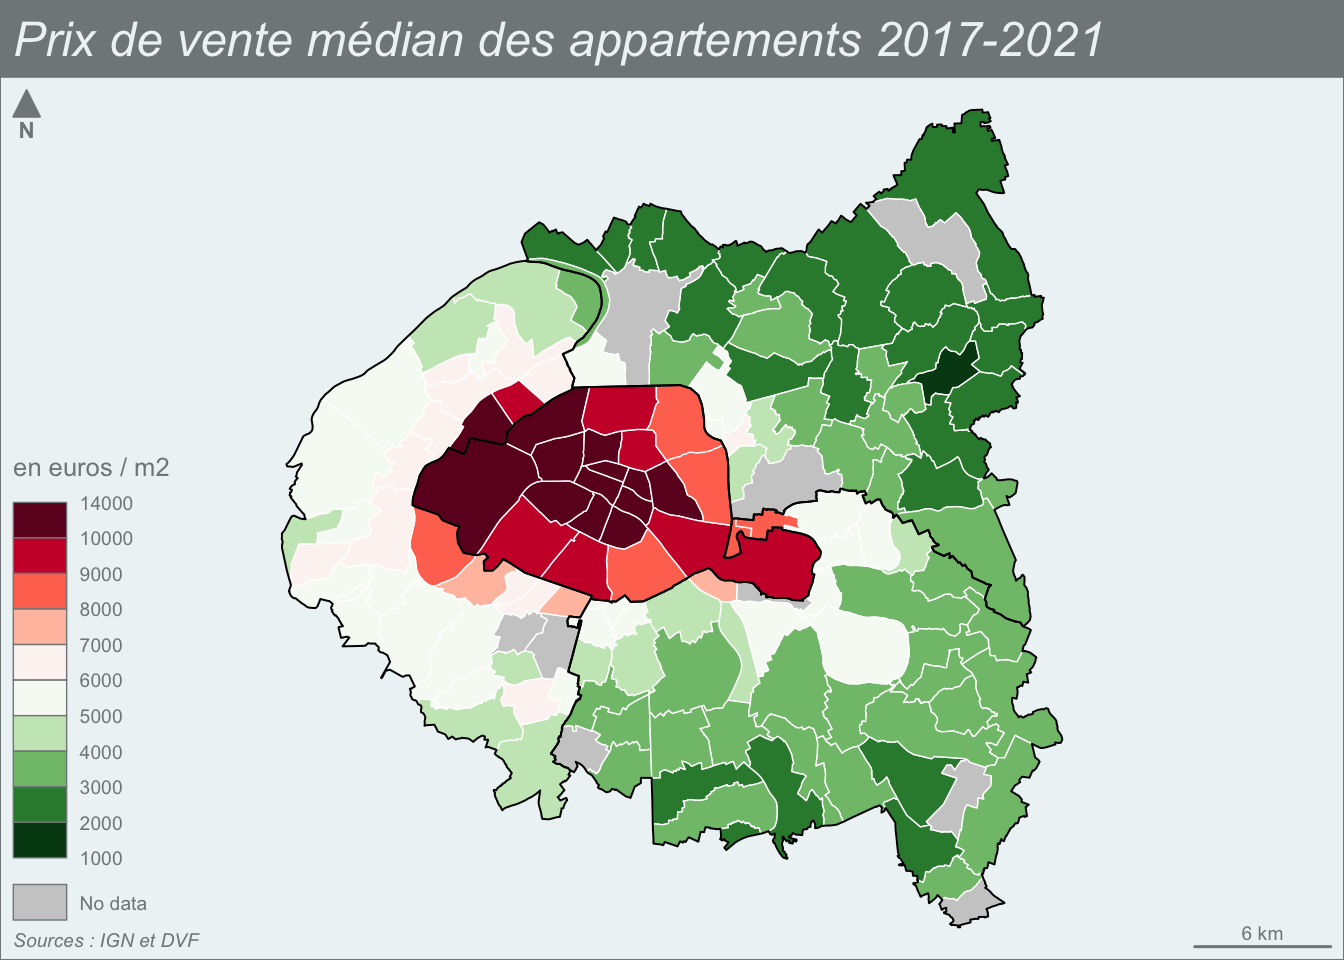 Prix de vente médian des appartements 2017-2021
N
en euros / m2
14000
10000
9000
8000
7000
6000
5000
4000
3000
2000
1000
No data
Sources : IGN et DVF
6 km